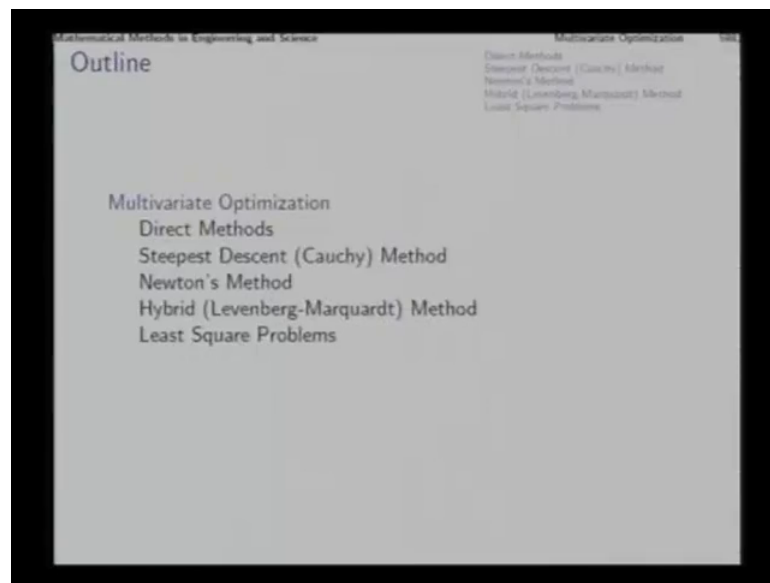 Mathematical Methods in Engineering and Science
Multivariate Optimization
Outline
Direct Methods
Steepest Descent (Cauchy) Method
Newton's Method
Hybrid (Levenberg-Marquardt) Method
Least Square Problems
Multivariate Optimization
Direct Methods
Steepest Descent (Cauchy) Method
Newton's Method
Hybrid (Levenberg-Marquardt) Method
Least Square Problems